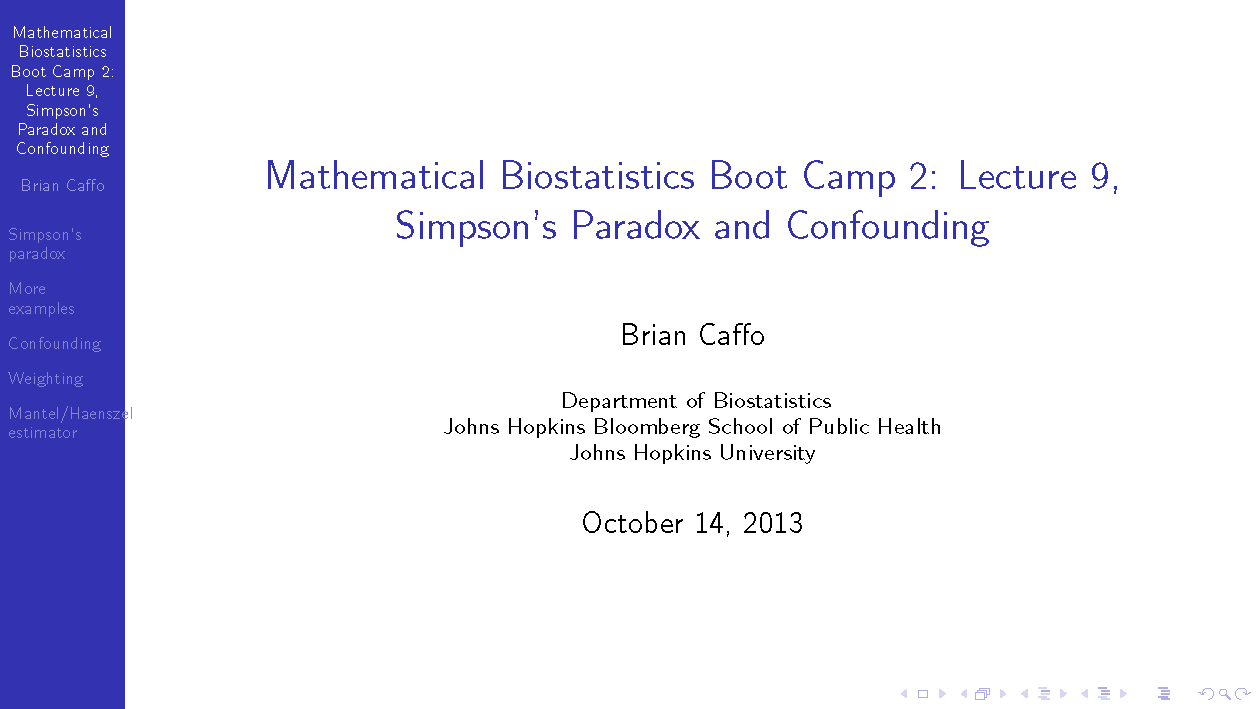 Mathematical
Biostatistics
Boot Camp 2:
Lecture 9,
Simpson's
Paradox and
Confounding
Brian Caffo
Simpson's
paradox
More
examples
Confounding
Weighting
Mantel/Haenszel
estimator
Mathematical Biostatistics Boot Camp 2: Lecture 9,
Simpson's Paradox and Confounding
Brian Caffo
Department of Biostatistics
Johns Hopkins Bloomberg School of Public Health
Johns Hopkins University
October 14, 2013